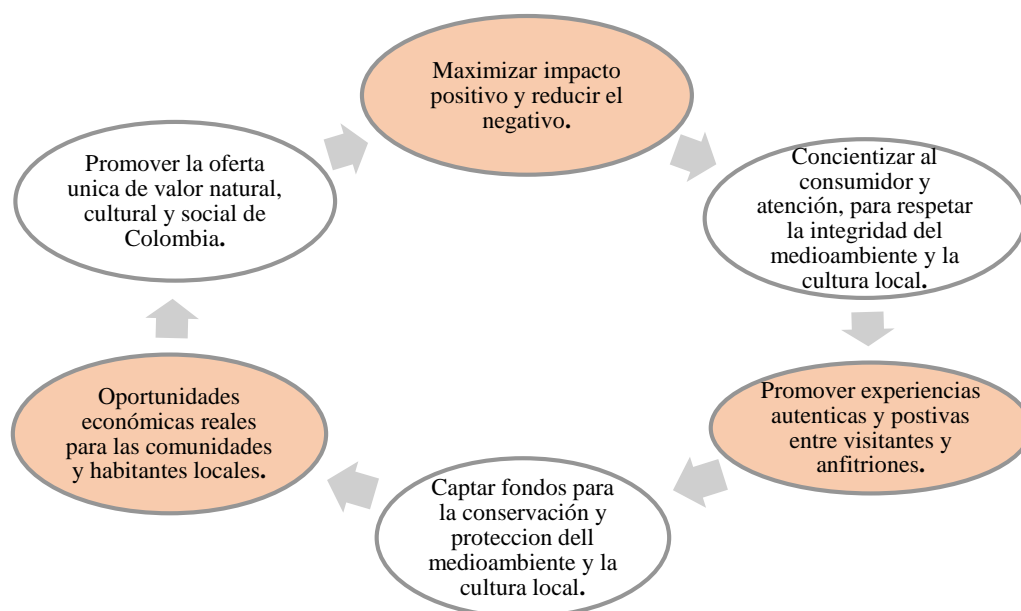 Maximizar impacto
positivo y reducir el
negativo.
Concientizar al
consumidor y
atención, para respetar
la integridad del
medioambiente y la
cultura local.
Promover experiencias
autenticas y postivas
entre visitantes y
anfitriones.
Captar fondos para
la conservación y
proteccion dell
medioambiente y la
cultura local.
Oportunidades
económicas reales
para las comunidades
y habitantes locales.
Promover la oferta
unica de valor natural,
cultural y social de
Colombia.